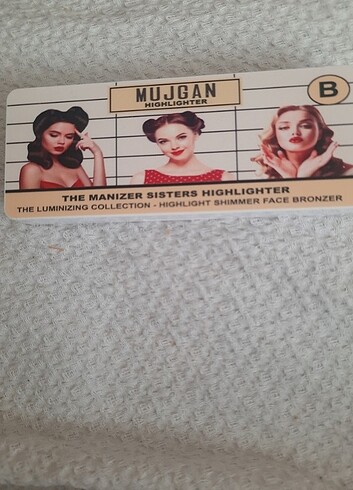 MUJGAN
HIGHLIGHTER
B
THE MANIZER SISTERS HIGHLIGHTER
THE LUMINIZING COLLECTION - HIGHLIGHT SHIMMER FACE BRONZER